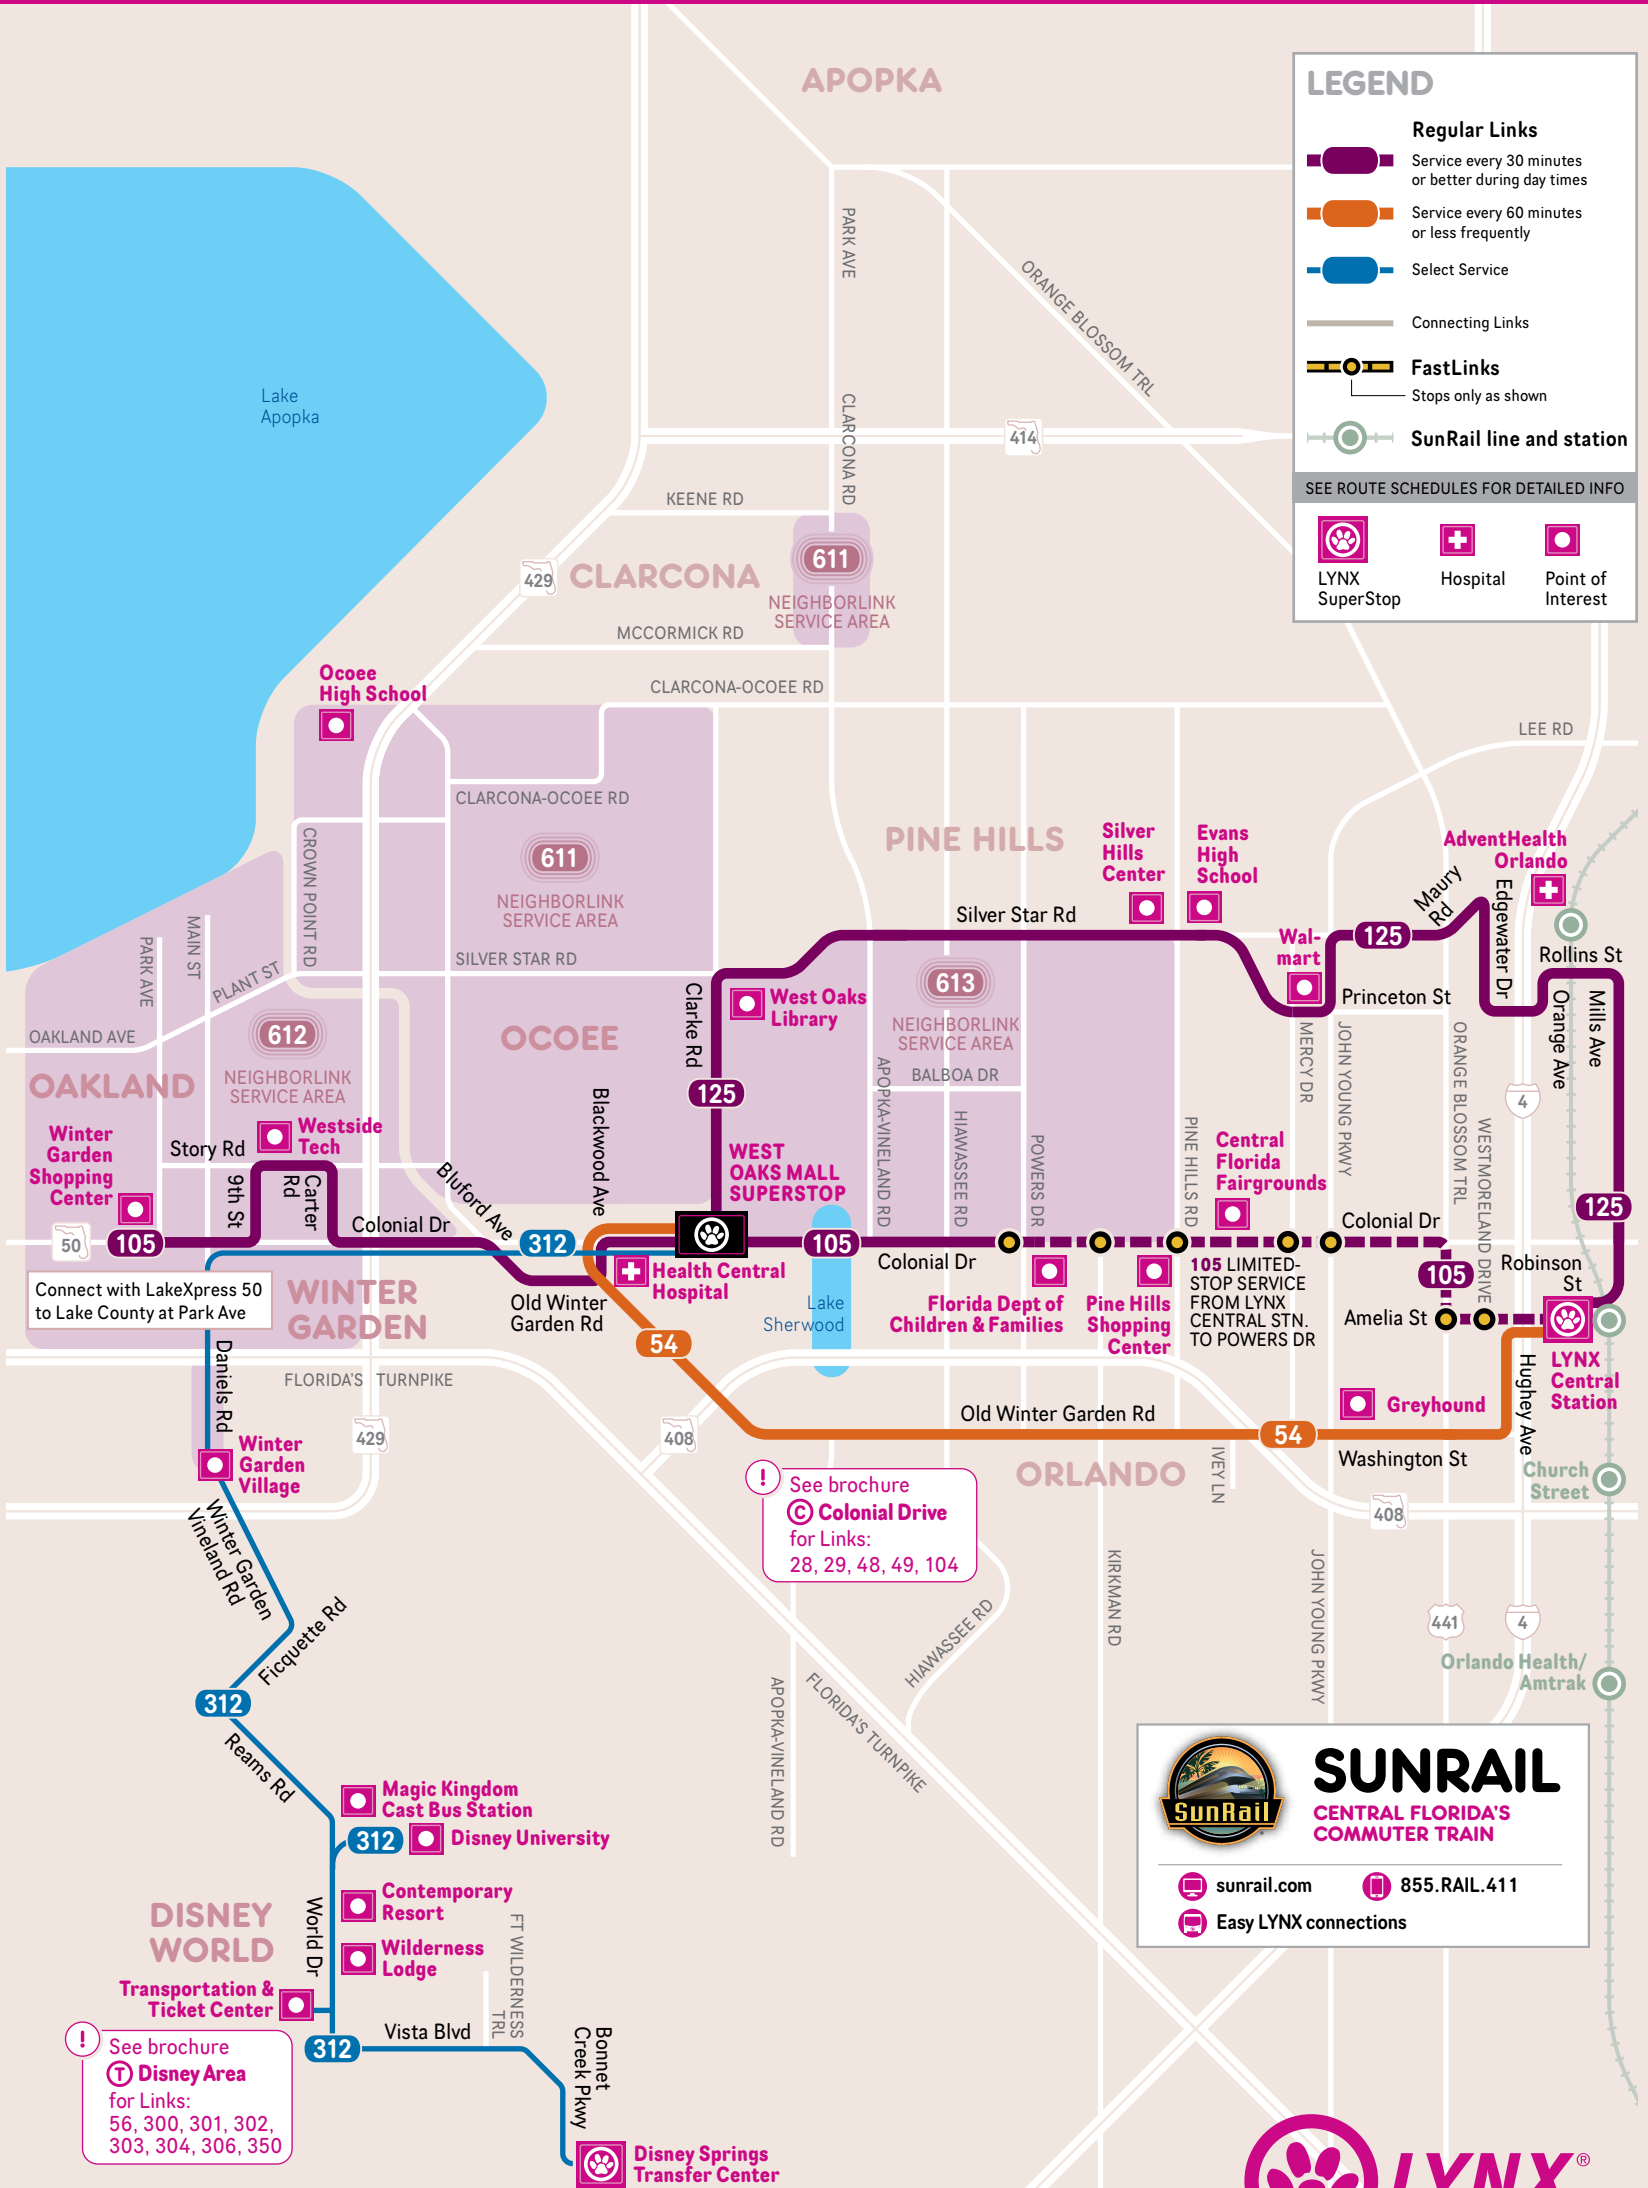 APOPKA
LEGEND
Regular Links
Service every 30 minutes
or better during day times
Service every 60 minutes
or less frequently
Select Service
Connecting Links
FastLinks
Stops only as shown
SunRail line and station
SEE ROUTE SCHEDULES FOR DETAILED INFO
LYNX
SuperStop
Hospital
Point of
Interest
PARK AVE
ORANGE BLOSSOM TRL
Lake
Apopka
CLARCONA RD
414
KEENE RD
429
CLARCONA
611
NEIGHBORLINK
SERVICE AREA
MCCORMICK RD
Ocoee
High School
CLARCONA-OCOEE RD
LEE RD
CLARCONA-OCOEE RD
CROWN POINT RD
611
NEIGHBORLINK
SERVICE AREA
PINE HILLS
Silver
Hills
Center
Evans
High
School
AdventHealth
Orlando
Maury
Rd
Edgewater Dr
Silver Star Rd
125
Wal-
mart
Rollins St
PARK AVE
MAIN ST
PLANT ST
SILVER STAR RD
Clarke Rd
West Oaks
Library
613
NEIGHBORLINK
SERVICE AREA
Princeton St
Orange Ave
Mills Ave
OAKLAND AVE
612
NEIGHBORLINK
SERVICE AREA
OCOEE
OAKLAND
BALBOA DR
MERCY DR
JOHN YOUNG PKWY
ORANGE BLOSSOM TRL
4
125
Blackwood Ave
APOPKA-VINELAND RD
HIAWASSEE RD
POWERS DR
PINE HILLS RD
WESTMORELAND DRIVE
Winter
Garden
Shopping
Center
Story Rd
Westside
Tech
9th St
Carter
Rd
Bluford Ave
WEST
OAKS MALL
SUPERSTOP
Central
Florida
Fairgrounds
125
50
105
Colonial Dr
312
105
Colonial Dr
Colonial Dr
105
Robinson
St
Connect with LakeXpress 50
to Lake County at Park Ave
WINTER
GARDEN
Old Winter
Garden Rd
Health Central
Hospital
Lake
Sherwood
Florida Dept of
Children & Families
Pine Hills
Shopping
Center
105 LIMITED-
STOP SERVICE
FROM LYNX
CENTRAL STN.
TO POWERS DR
Amelia St
LYNX
Central
Station
Daniels Rd
54
FLORIDA'S TURNPIKE
Hughey Ave
Greyhound
429
408
Old Winter Garden Rd
54
Washington St
Winter
Garden
Village
ORLANDO
IVEY LN
Church
Street
408
!
See brochure
C Colonial Drive
for Links:
28, 29, 48, 49, 104
Winter Garden
Vineland Rd
Ficquette Rd
KIRKMAN RD
JOHN YOUNG PKWY
HIAWASSEE RD
441
4
Orlando Health/
Amtrak
312
Reams Rd
APOPKA-VINELAND RD
FLORIDA'S TURNPIKE
SunRail
SUNRAIL
CENTRAL FLORIDA'S
COMMUTER TRAIN
sunrail.com
855.RAIL.411
Easy LYNX connections
Magic Kingdom
Cast Bus Station
312
Disney University
Contemporary
Resort
DISNEY
WORLD
World Dr
Wilderness
Lodge
FT WILDERNESS
TRL
Transportation &
Ticket Center
312
Vista Blvd
Bonnet
Creek Pkwy
!
See brochure
T Disney Area
for Links:
56, 300, 301, 302,
303, 304, 306, 350
Disney Springs
Transfer Center
LYNX®